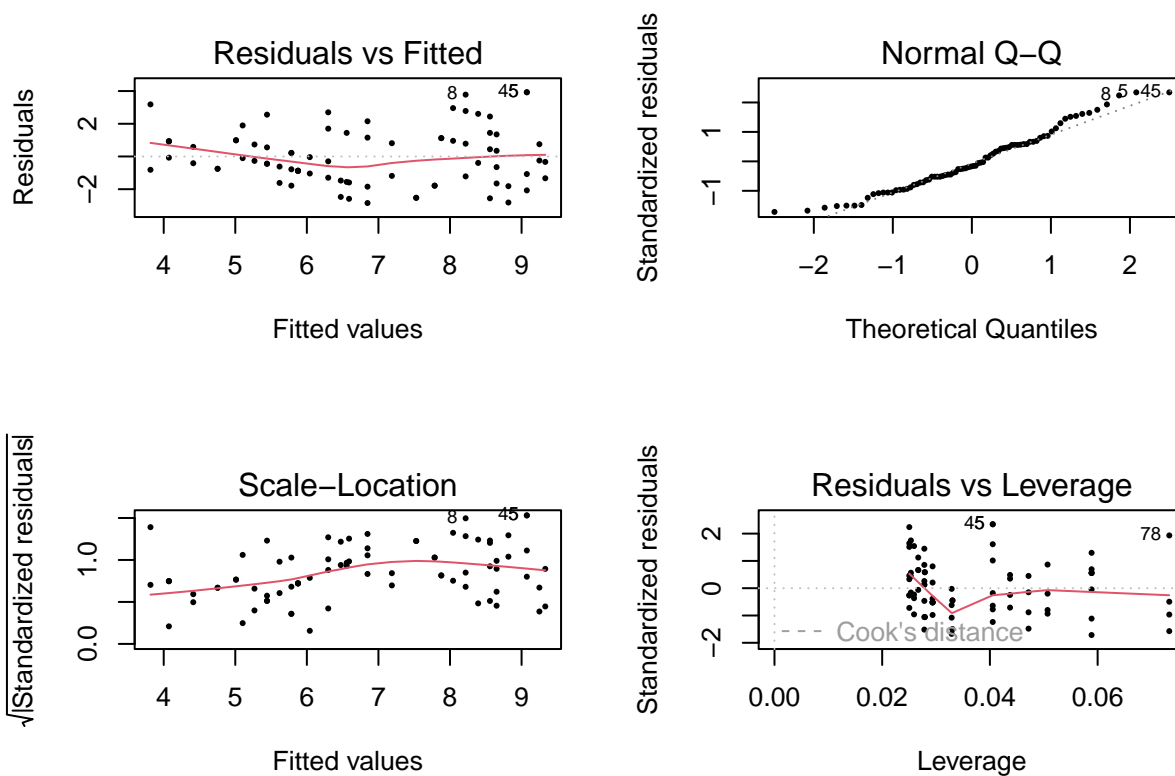 Residuals vs Fitted
Residuals
2
−2
8
45
4 5 6 7 8 9
Fitted values
Normal Q−Q
Standardized residuals
1
−1
8 5 45
−2 −1 0 1 2
Theoretical Quantiles
Scale−Location
√|Standardized residuals|
1.0
0.0
8
45
4 5 6 7 8 9
Fitted values
Residuals vs Leverage
Standardized residuals
2
0
−2
45
78
Cook's distance
0.00 0.02 0.04 0.06
Leverage